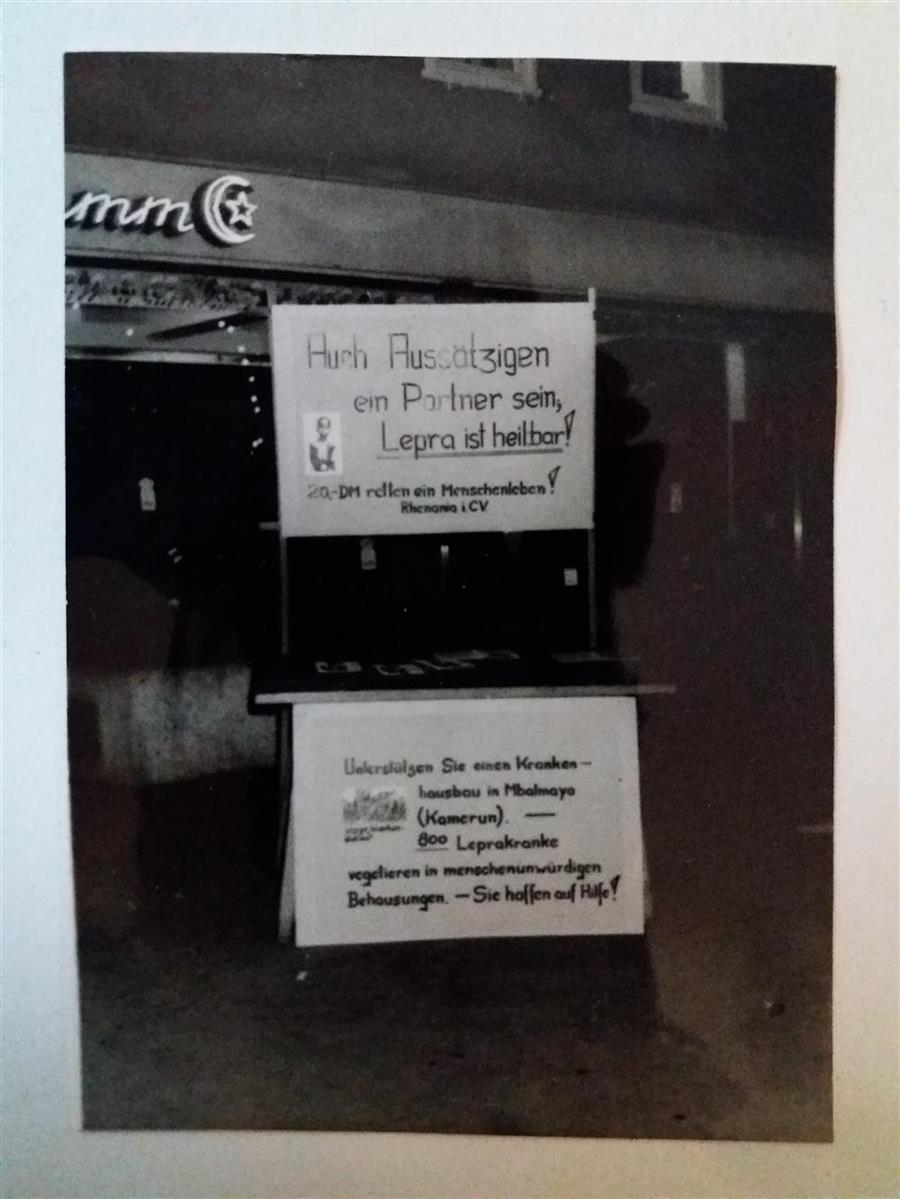 mm
Auch Aussätzigen
ein Partner sein,
Lepra ist heilbar!
20,-DM retten ein Menschenleben!
Rhenania i.CV
Unterstützen Sie einen Kranken-
hausbau in Mbalmayo
(Kamerun). —
800 Leprakranke
vegetieren in menschenunwürdigen
Behausungen. — Sie hoffen auf Hilfe!